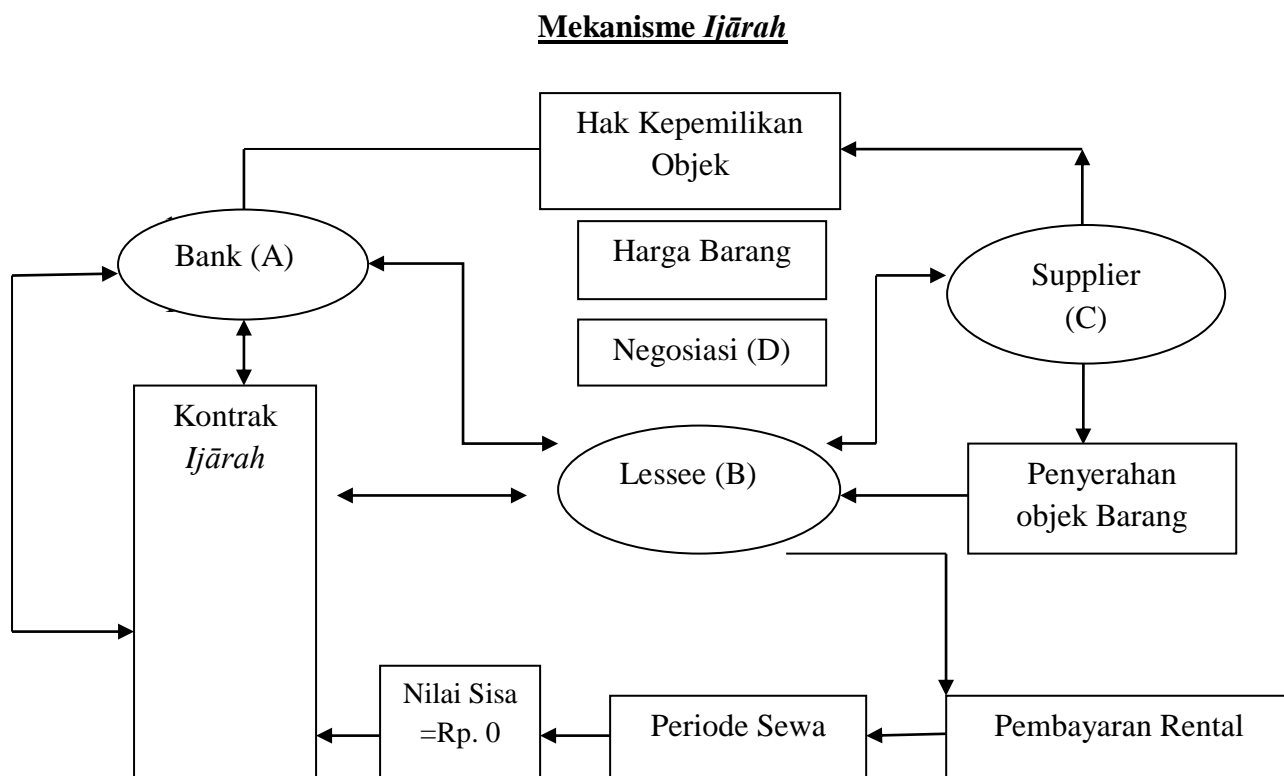 Mekanisme Ijārah
Hak Kepemilikan
Objek
Bank (A)
Harga Barang
Supplier
(C)
Negosiasi (D)
Kontrak
Ijārah
Lessee (B)
Penyerahan
objek Barang
Nilai Sisa
=Rp. 0
Periode Sewa
Pembayaran Rental